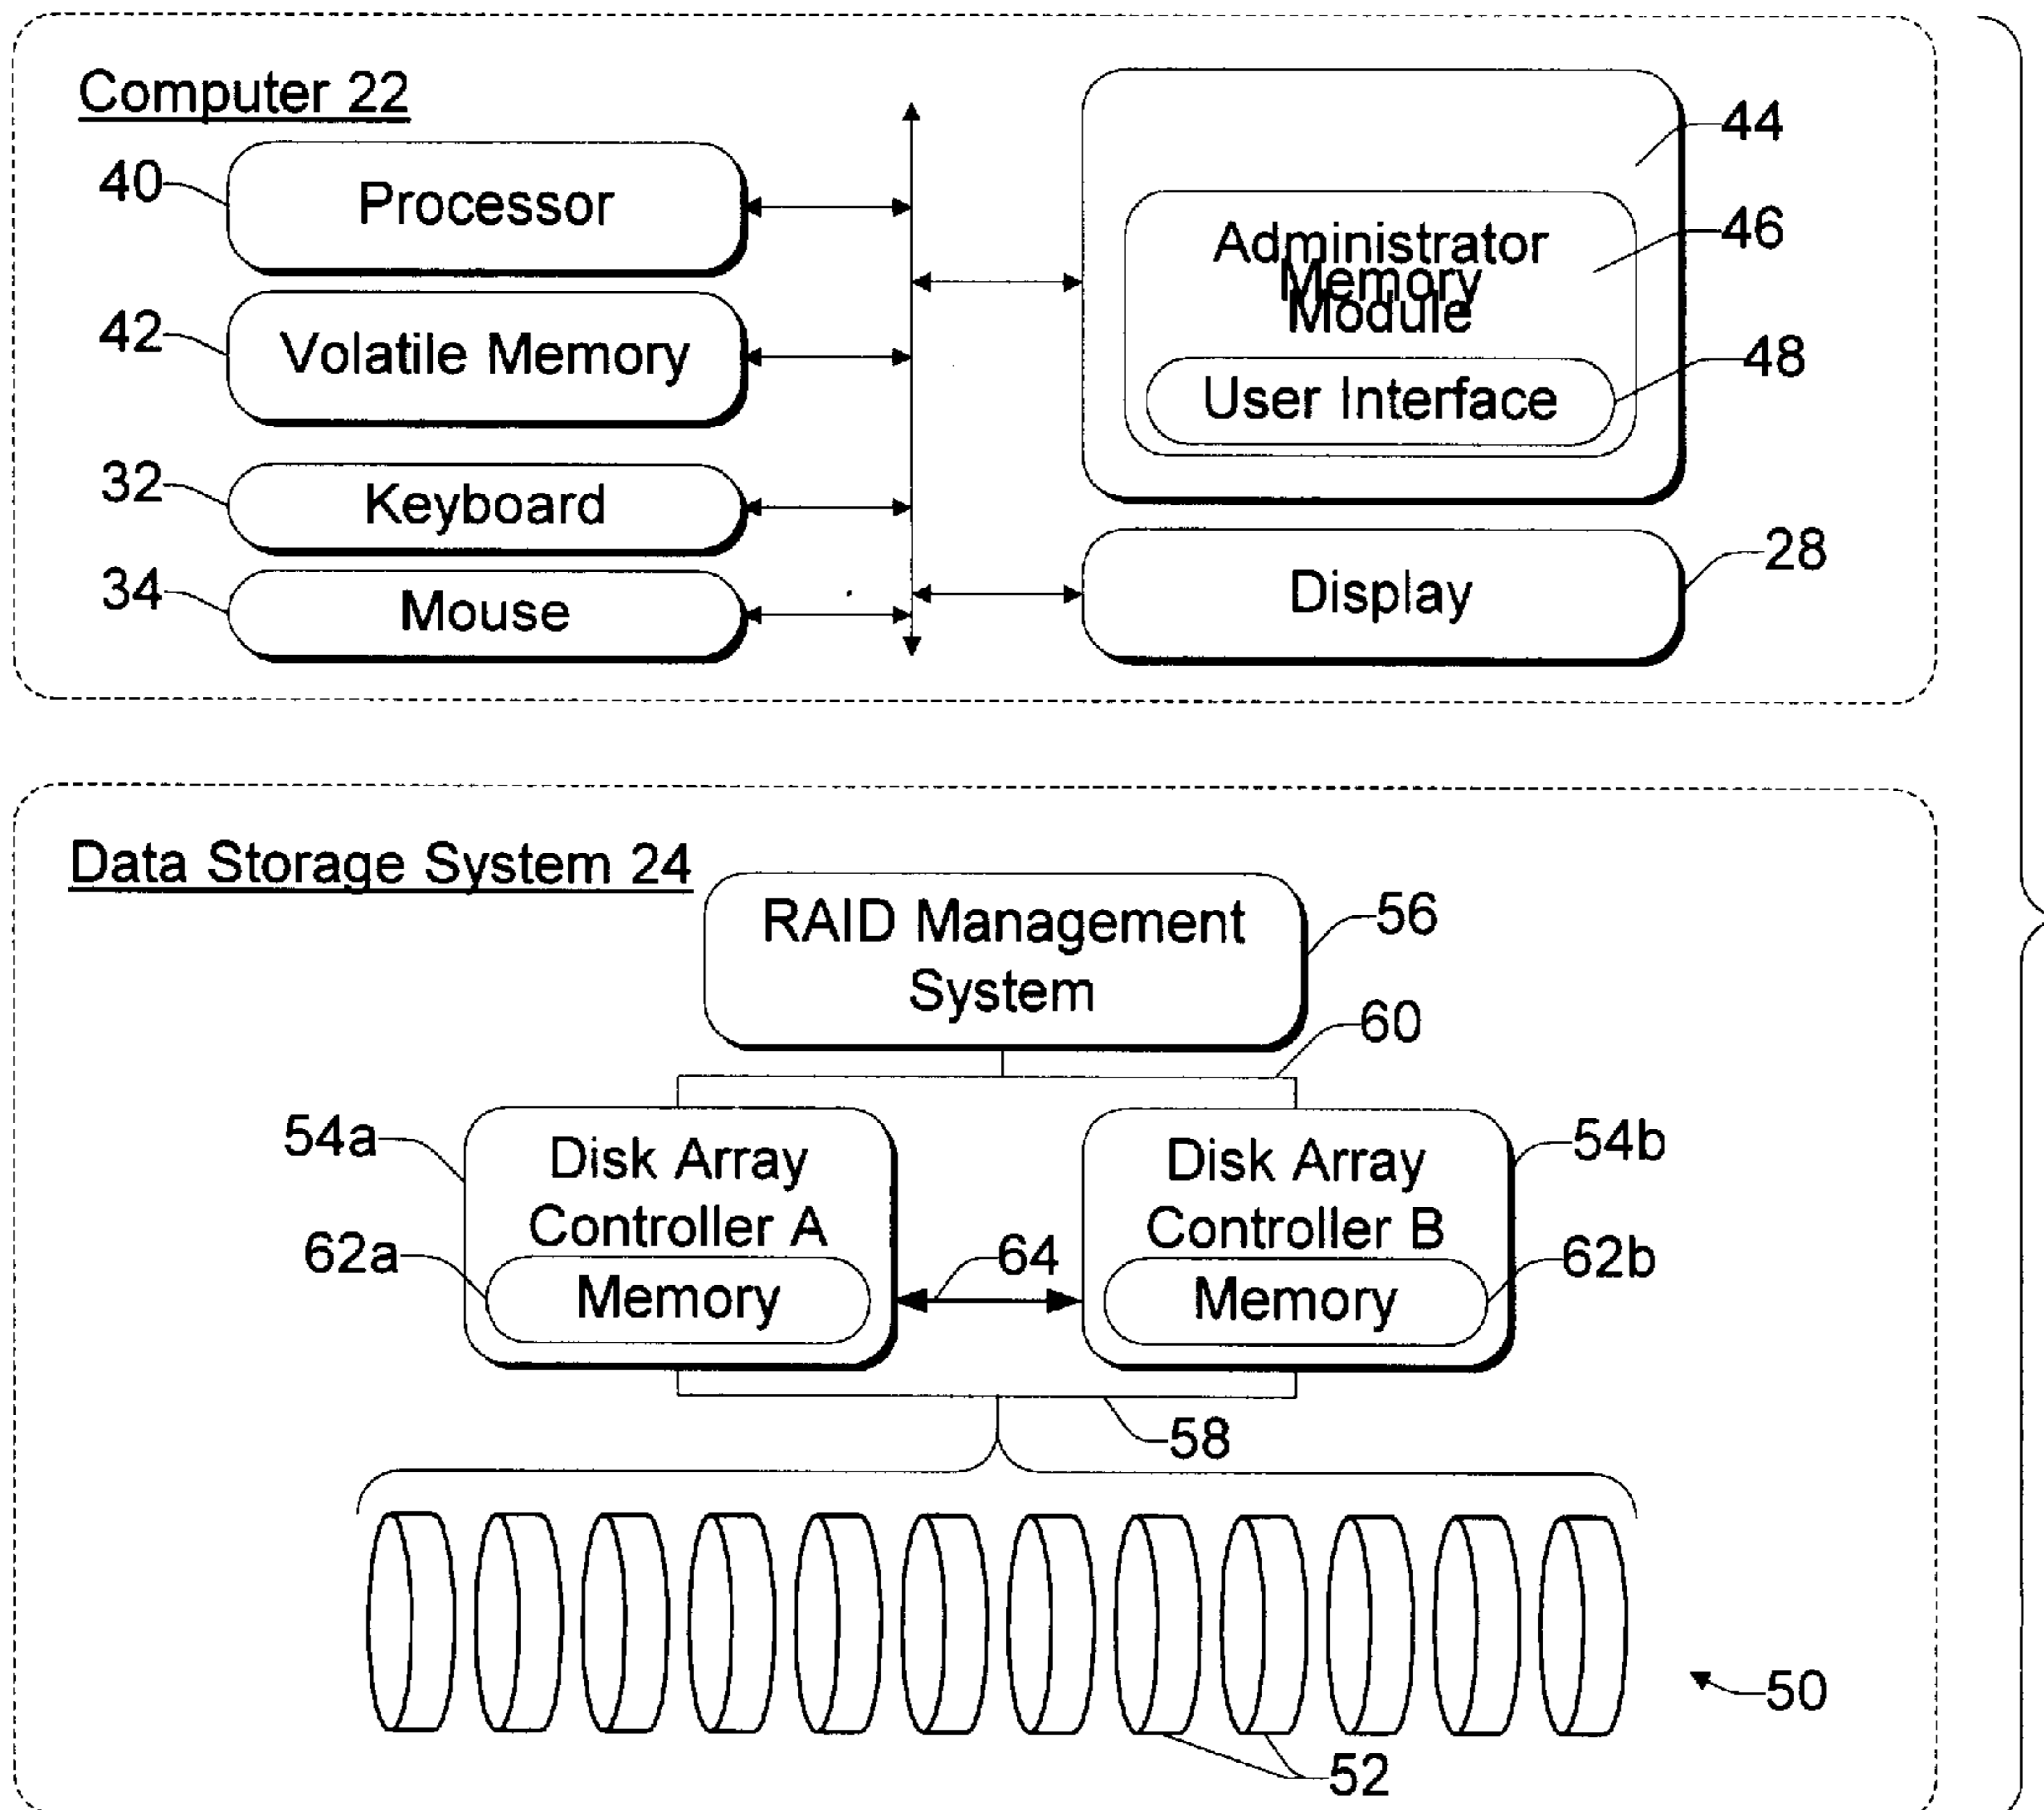 Computer 22
40
Processor
42
Volatile Memory
32
Keyboard
34
Mouse
44
Administrator
Memory
Module
46
User Interface
48
Display
28
Data Storage System 24
RAID Management
System
56
60
54a
Disk Array
Controller A
62a
Memory
64
Disk Array
Controller B
54b
Memory
62b
58
50
52